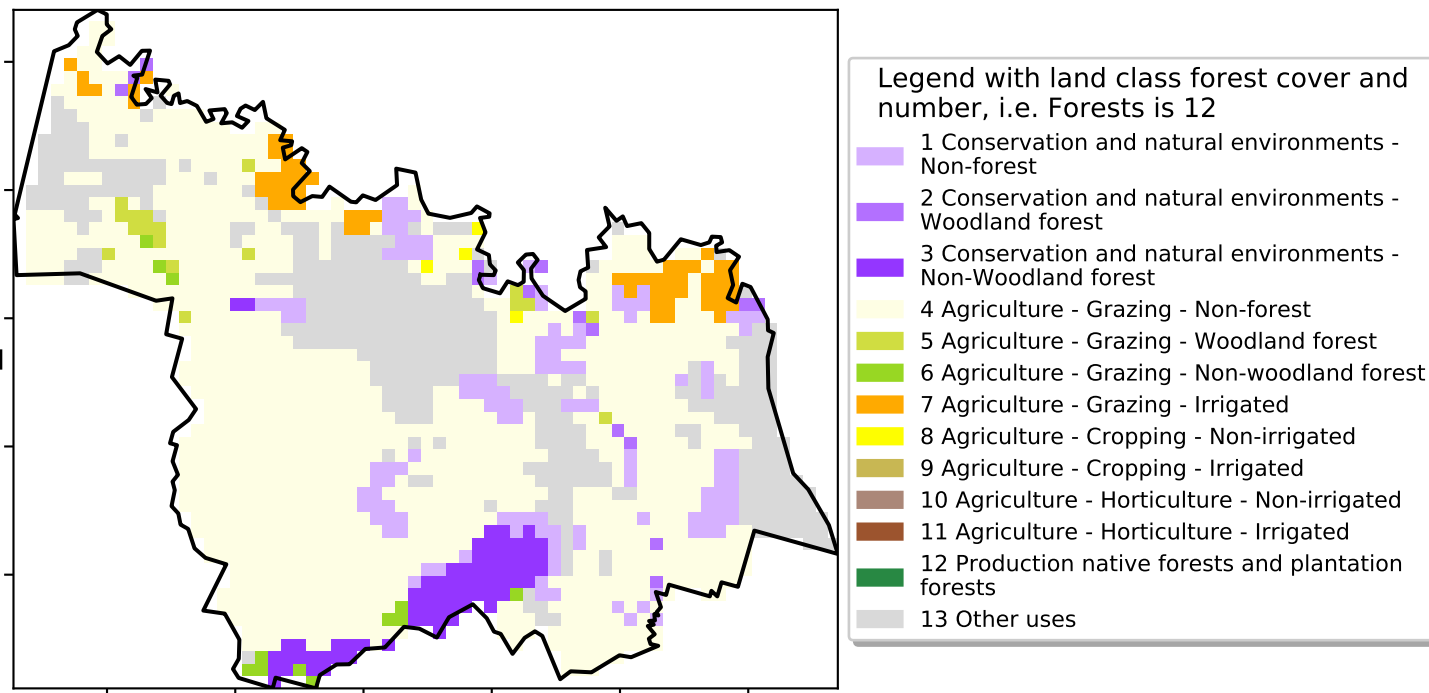 Legend with land class forest cover and
number, i.e. Forests is 12
1 Conservation and natural environments -
Non-forest
2 Conservation and natural environments -
Woodland forest
3 Conservation and natural environments -
Non-Woodland forest
4 Agriculture - Grazing - Non-forest
5 Agriculture - Grazing - Woodland forest
6 Agriculture - Grazing - Non-woodland forest
7 Agriculture - Grazing - Irrigated
8 Agriculture - Cropping - Non-irrigated
9 Agriculture - Cropping - Irrigated
10 Agriculture - Horticulture - Non-irrigated
11 Agriculture - Horticulture - Irrigated
12 Production native forests and plantation
forests
13 Other uses